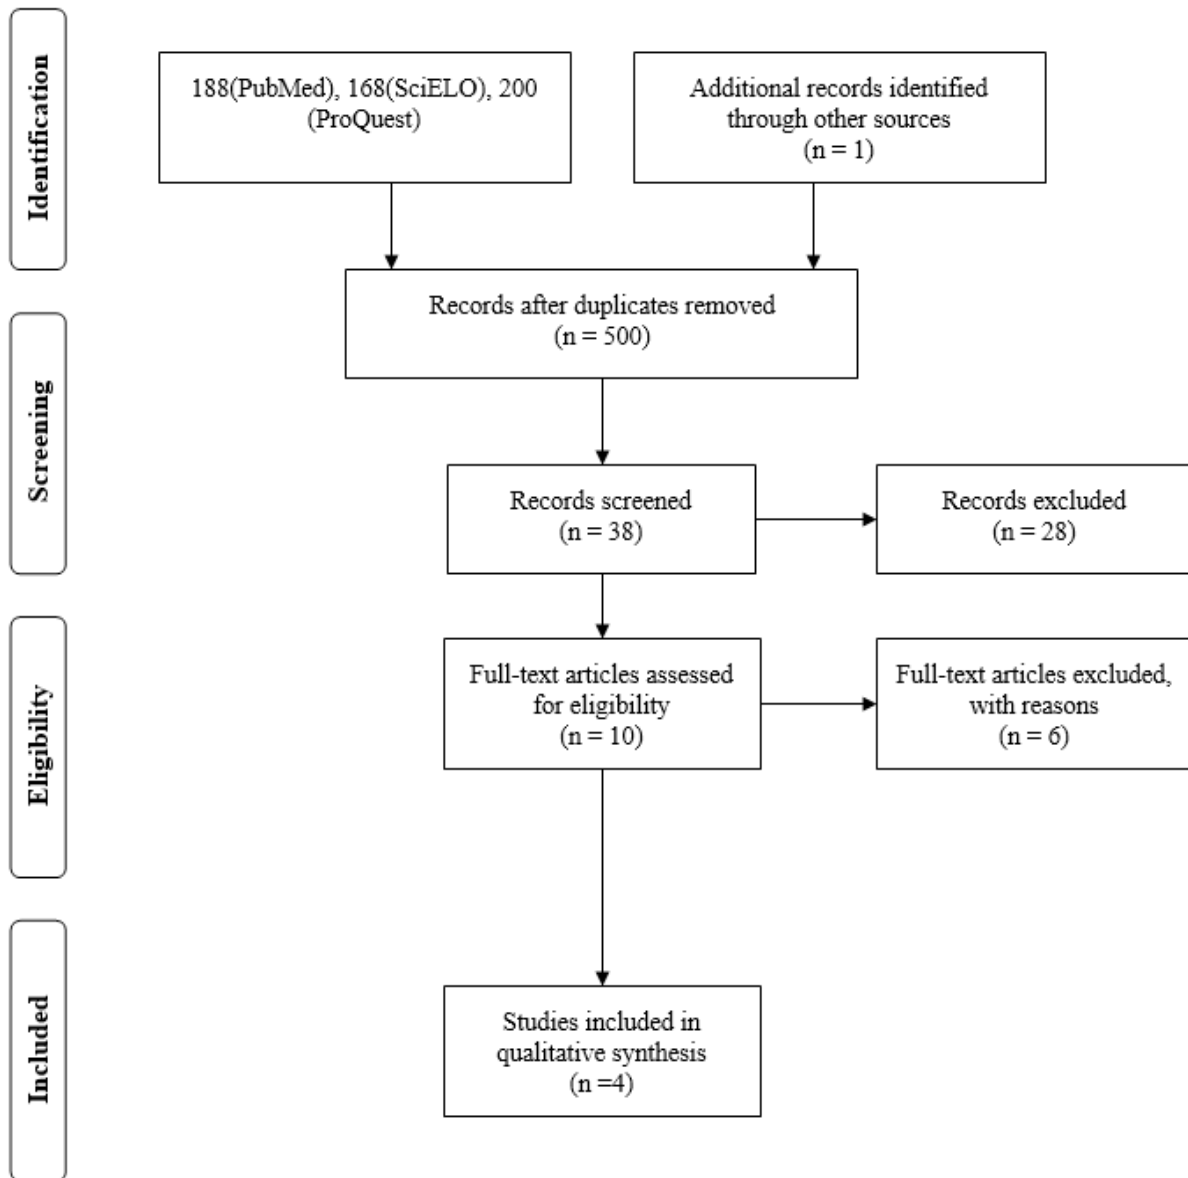 Identification
188(PubMed), 168(SciELO), 200
(ProQuest)
Additional records identified
through other sources
(n = 1)
Records after duplicates removed
(n = 500)
Screening
Records screened
(n = 38)
Records excluded
(n = 28)
Eligibility
Full-text articles assessed
for eligibility
(n = 10)
Full-text articles excluded,
with reasons
(n = 6)
Included
Studies included in
qualitative synthesis
(n =4)